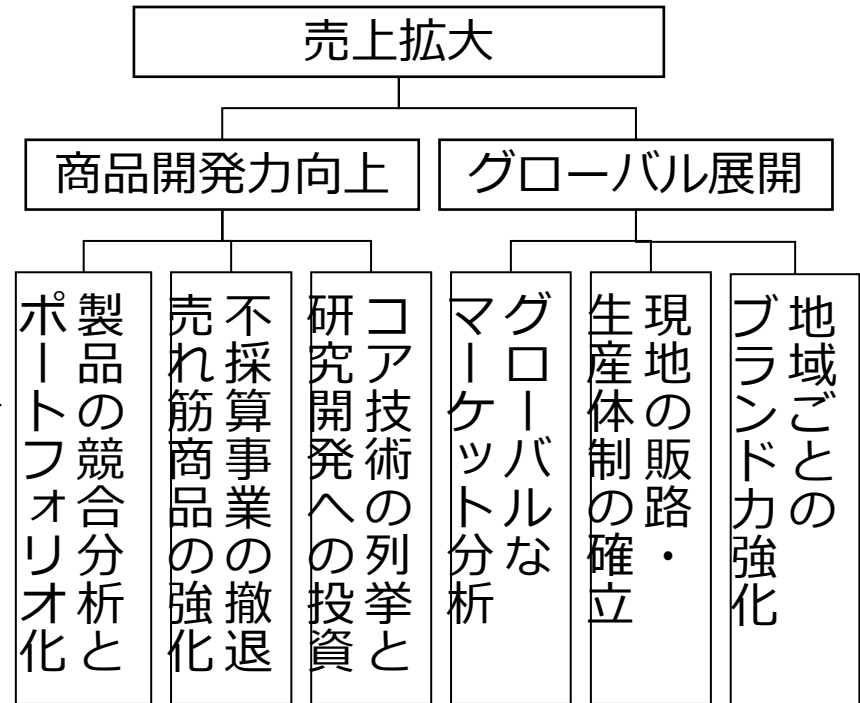 売上拡大
商品開発力向上
グローバル展開
製品の競合分析と
ポートフォリオ化
不採算事業の撤退
売れ筋商品の強化
コア技術の列挙と
研究開発への投資
グローバルな
マーケット分析
現地の販路・
生産体制の確立
地域ごとの
ブランド力強化